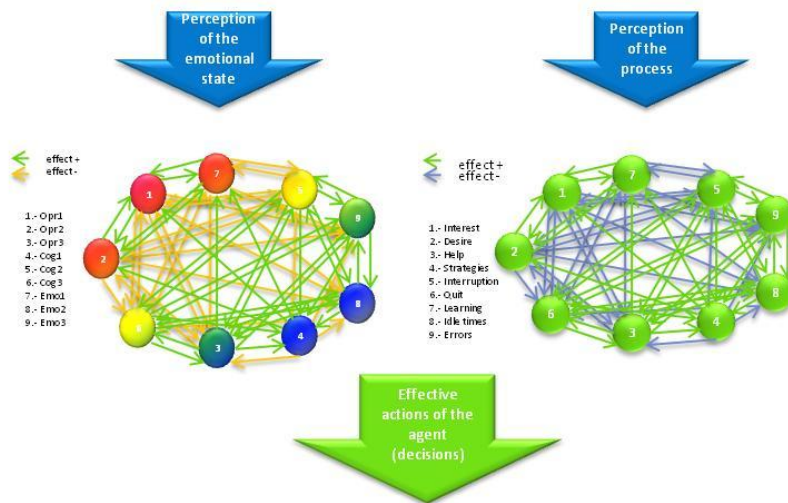 Perception
of the
emotional
state
Perception
of the
process
effect +
effect -
1.- Opr1
2.- Opr2
3.- Opr3
4.- Cog1
5.- Cog2
6.- Cog3
7.- Emo1
8.- Emo2
9.- Emo3
1
7
5
9
2
8
4
3
effect +
effect -
1.- Interest
2.- Desire
3.- Help
4.- Strategies
5.- Interruption
6.- Quit
7.- Learning
8.- Idle times
9.- Errors
1
7
5
9
2
8
6
3
4
Effective
actions of the
agent
(decisions)